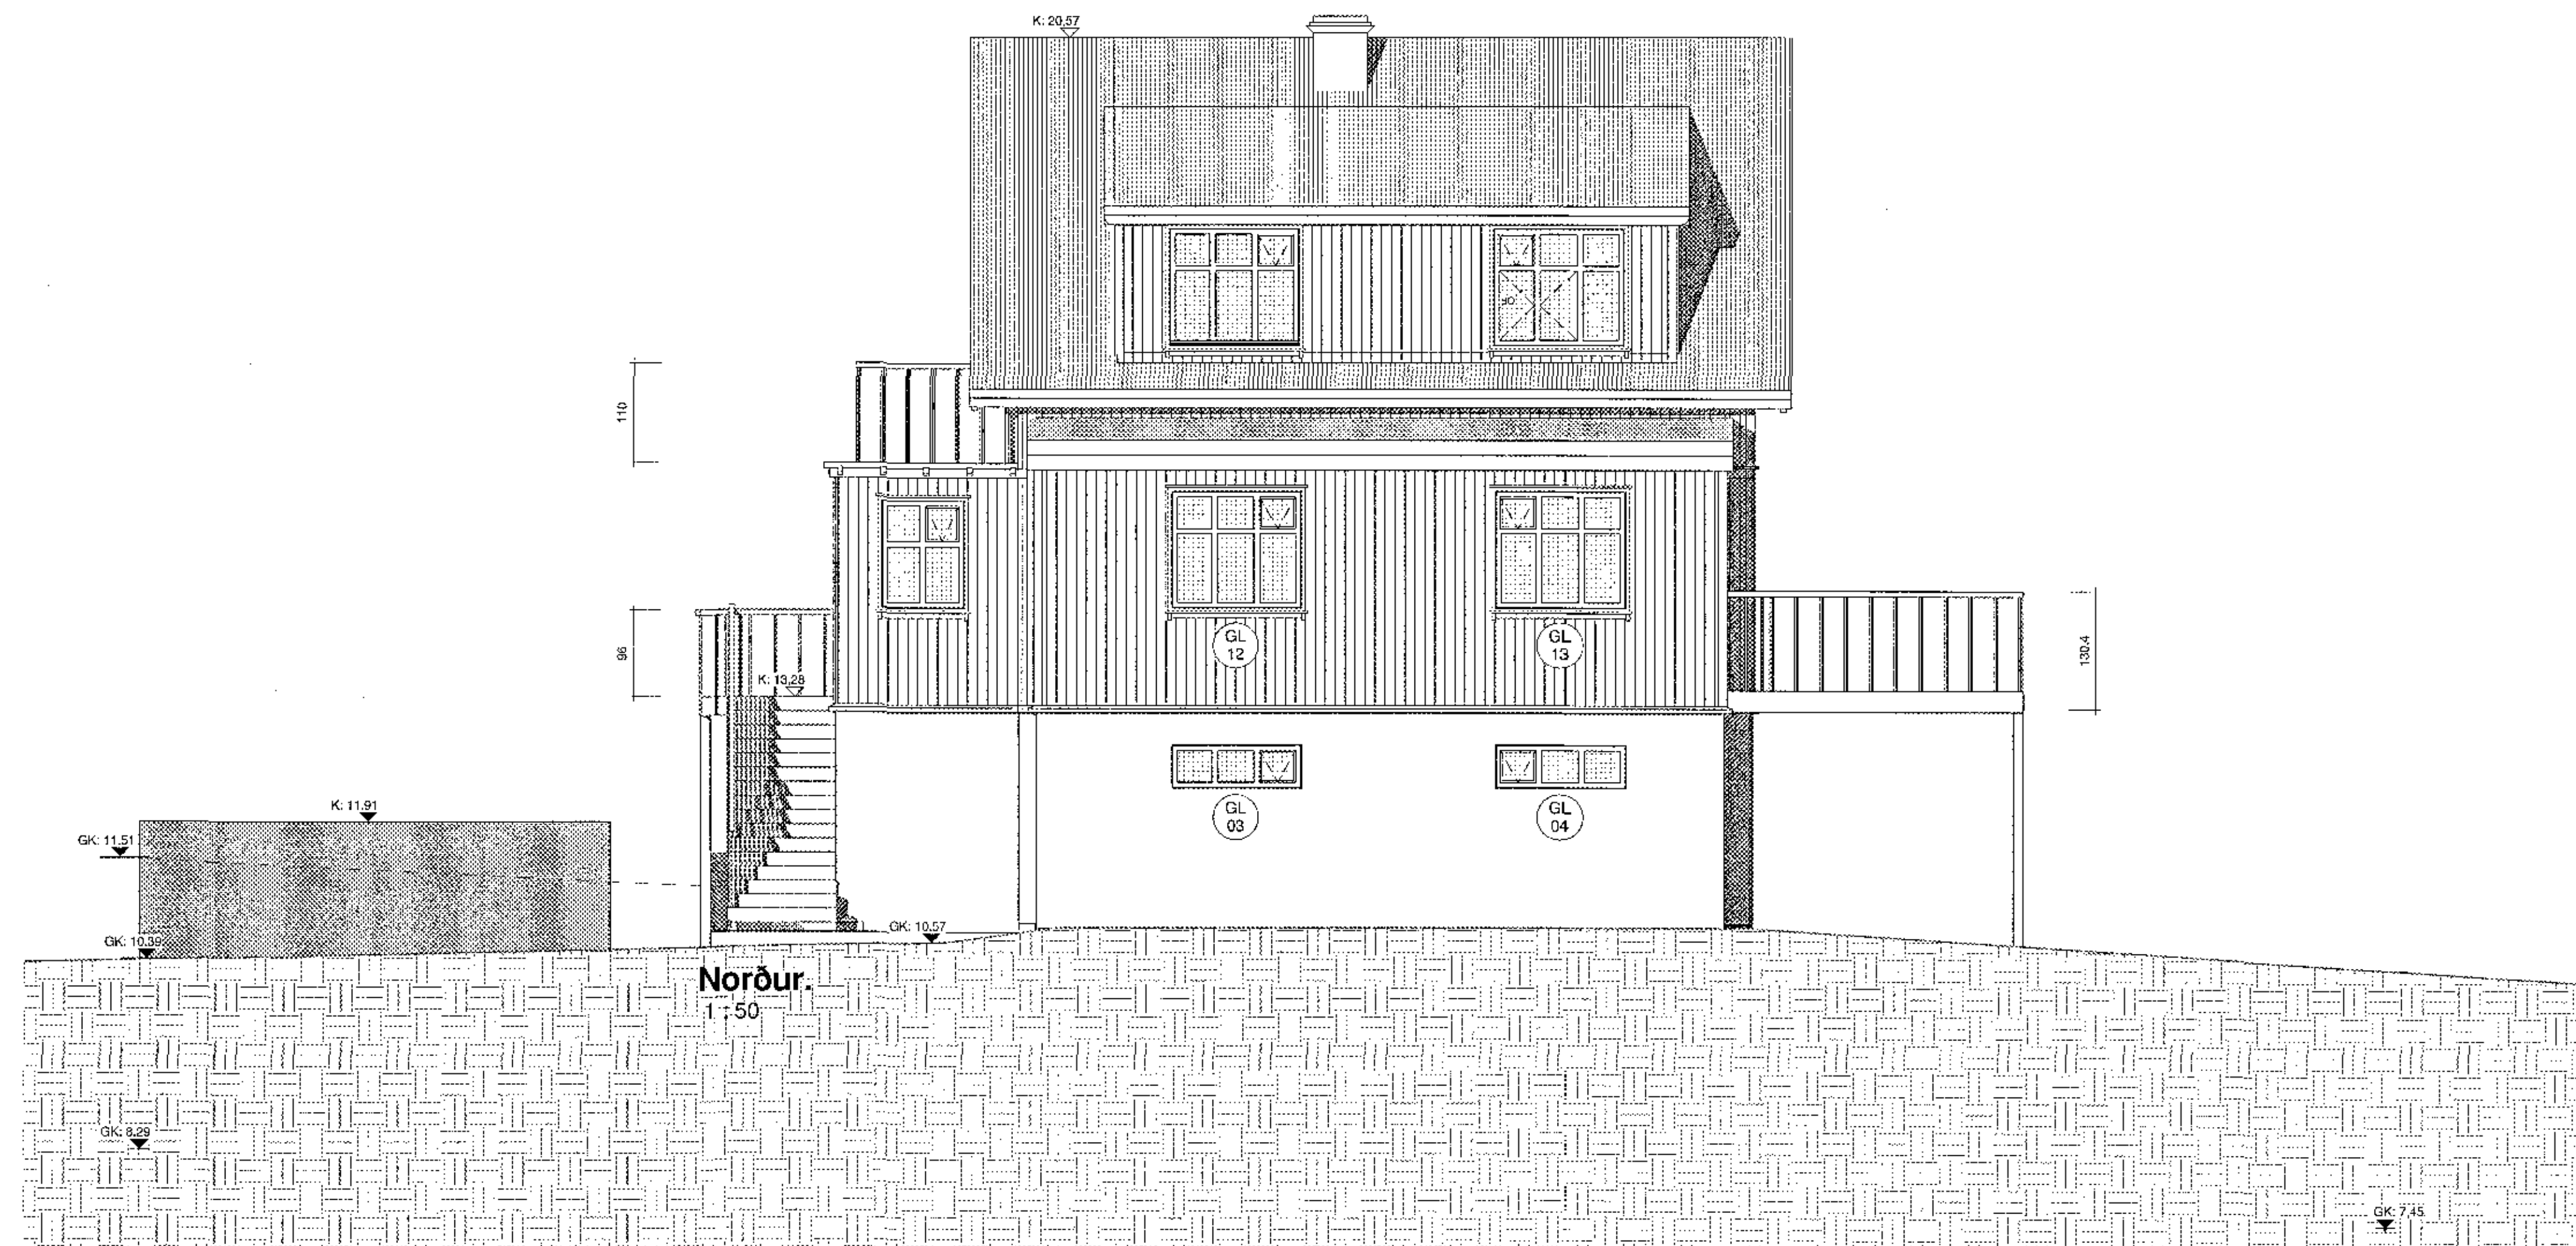 K: 20,57
110
96
K: 13,28
GL
12
GL
13
130,4
GL
03
GL
04
K: 11.91
GK: 11.51
GK: 10.39
GK: 10.57
Norður.
1 : 50
GK: 8.29
GK: 7,45